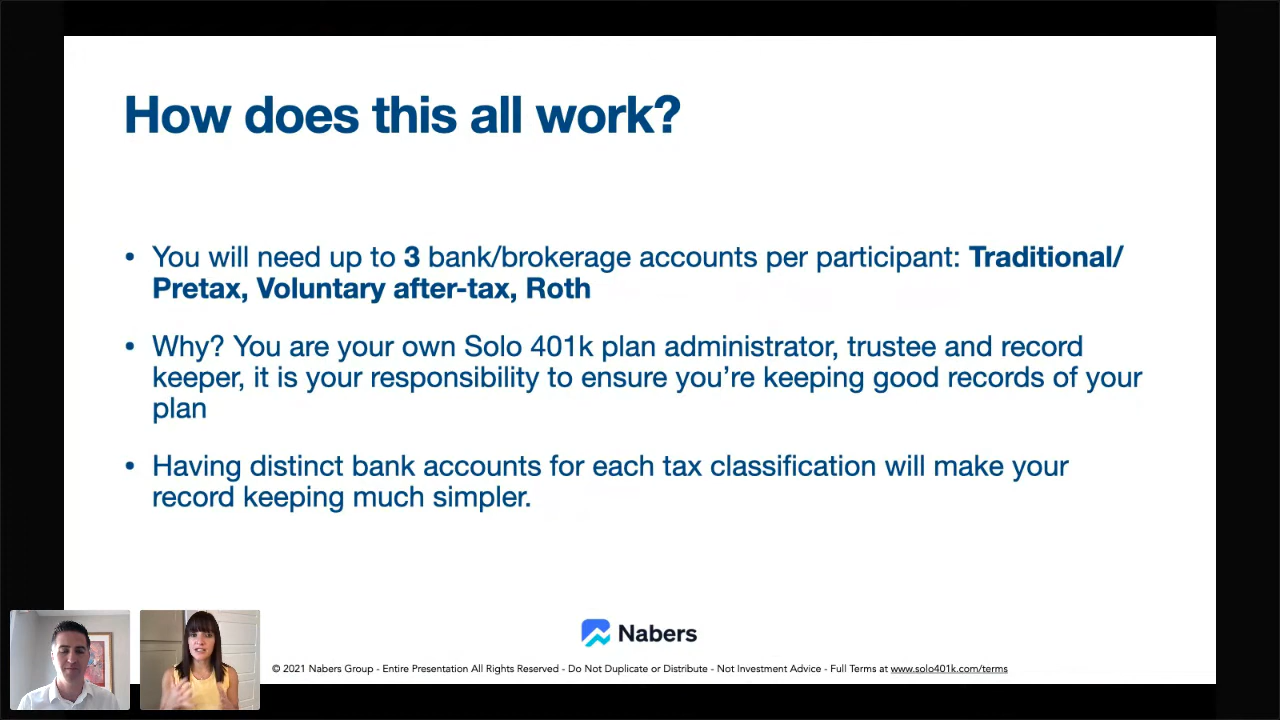 How does this all work?
• You will need up to 3 bank/brokerage accounts per participant: Traditional/
Pretax, Voluntary after-tax, Roth
• Why? You are your own Solo 401k plan administrator, trustee and record
keeper, it is your responsibility to ensure you’re keeping good records of your
plan
• Having distinct bank accounts for each tax classification will make your
record keeping much simpler.
Nabers
© 2021 Nabers Group - Entire Presentation All Rights Reserved - Do Not Duplicate or Distribute - Not Investment Advice - Full Terms at www.solo401k.com/terms